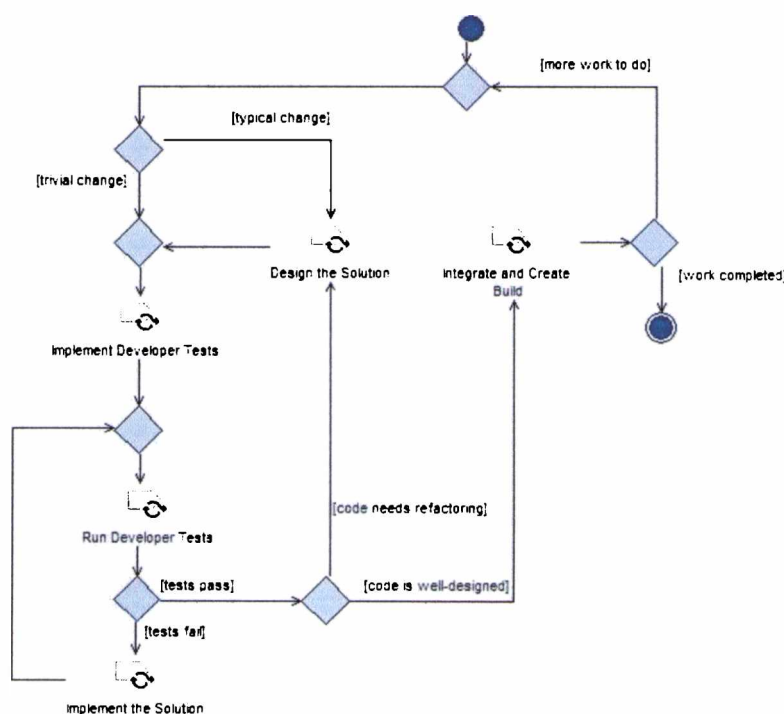 [more work to do]
[typical change]
[trivial change]
Design the Solution
Integrate and Create
Build
[work completed]
Implement Developer Tests
[code needs refactoring]
Run Developer Tests
[tests pass]
[code is well-designed]
[tests fail]
Implement the Solution